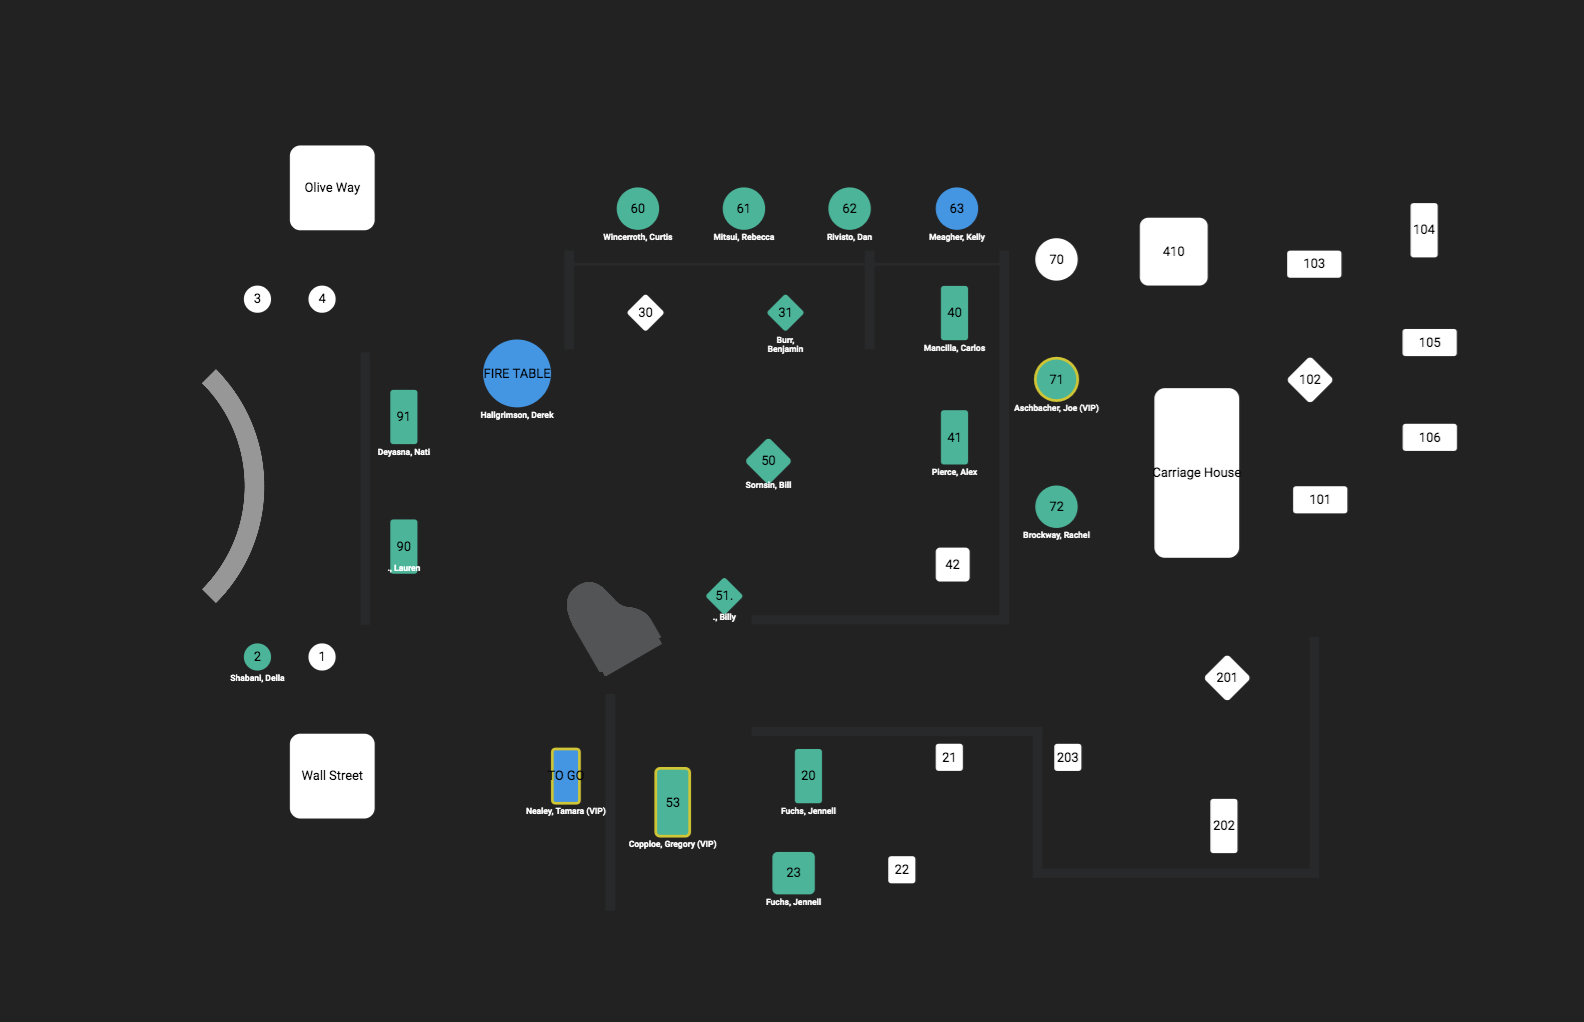 Olive Way
60
61
62
63
Wincerroth, Curtis
Mitsui, Rebecca
Rivisto, Dan
Meagher, Kelly
104
410
70
103
3
4
30
31
40
Burr,
Benjamin
Mancilla, Carlos
105
FIRE TABLE
71
102
Hallgrimson, Derek
Aschbacher, Joe (VIP)
91
41
106
Deyasna, Nati
50
Pierce, Alex
Carriage House
Sornsin, Bill
101
72
Brockway, Rachel
90
., Lauren
42
51.
., Billy
2
1
Shabani, Della
201
21
203
Wall Street
TO GO
20
53
Nealey, Tamara (VIP)
Fuchs, Jennell
202
Copploe, Gregory (VIP)
23
22
Fuchs, Jennell